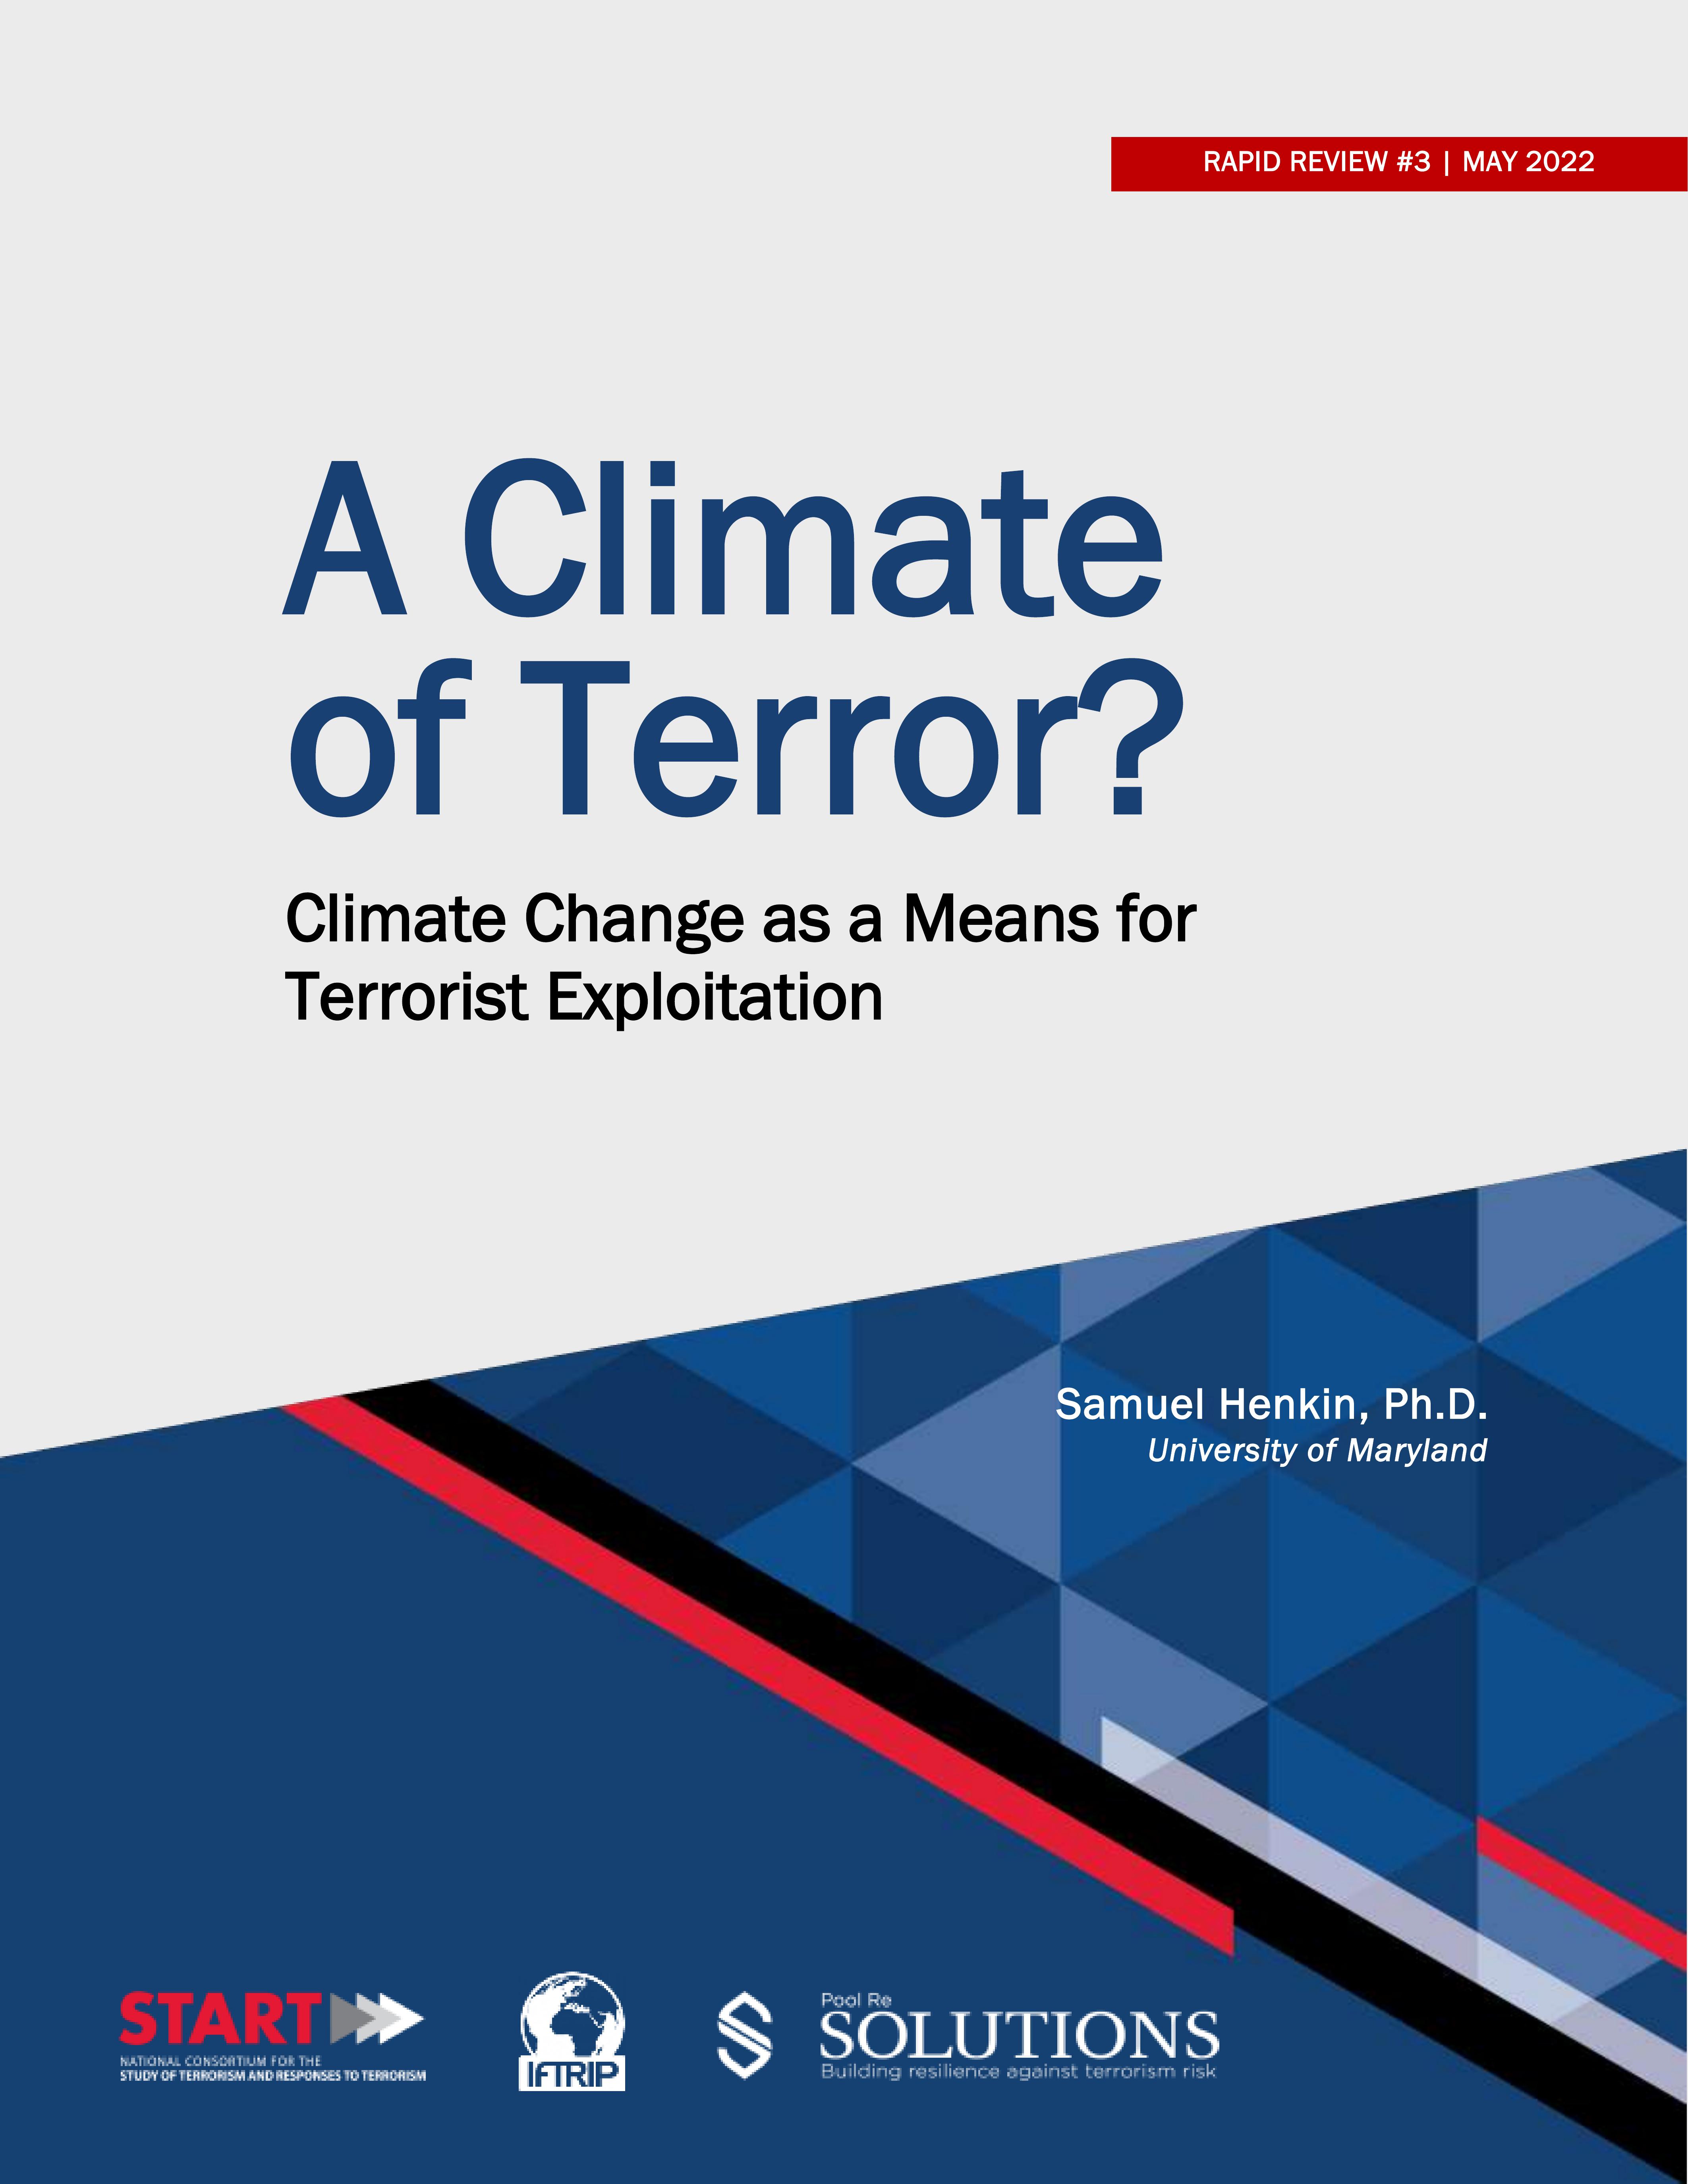 RAPID REVIEW #3 | MAY 2022
A Climate
of Terror?
Climate Change as a Means for
Terrorist Exploitation
Samuel Henkin, Ph.D.
University of Maryland
START
NATIONAL CONSORTIUM FOR THE
STUDY OF TERRORISM AND RESPONSES TO TERRORISM
IFTRIP
Pool Re
SOLUTIONS
Building resilience against terrorism risk